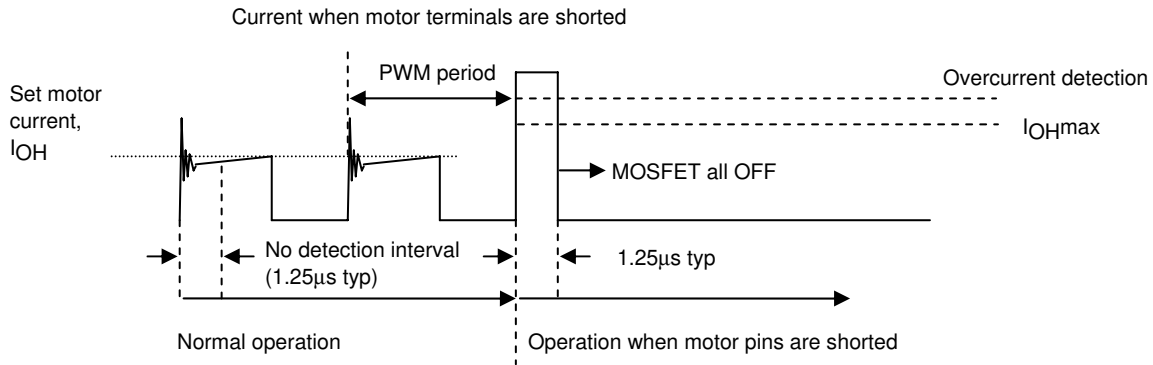 Current when motor terminals are shorted
PWM period
Overcurrent detection
Set motor
current,
IOH
IOHmax
MOSFET all OFF
No detection interval
(1.25μs typ)
1.25μs typ
Normal operation
Operation when motor pins are shorted